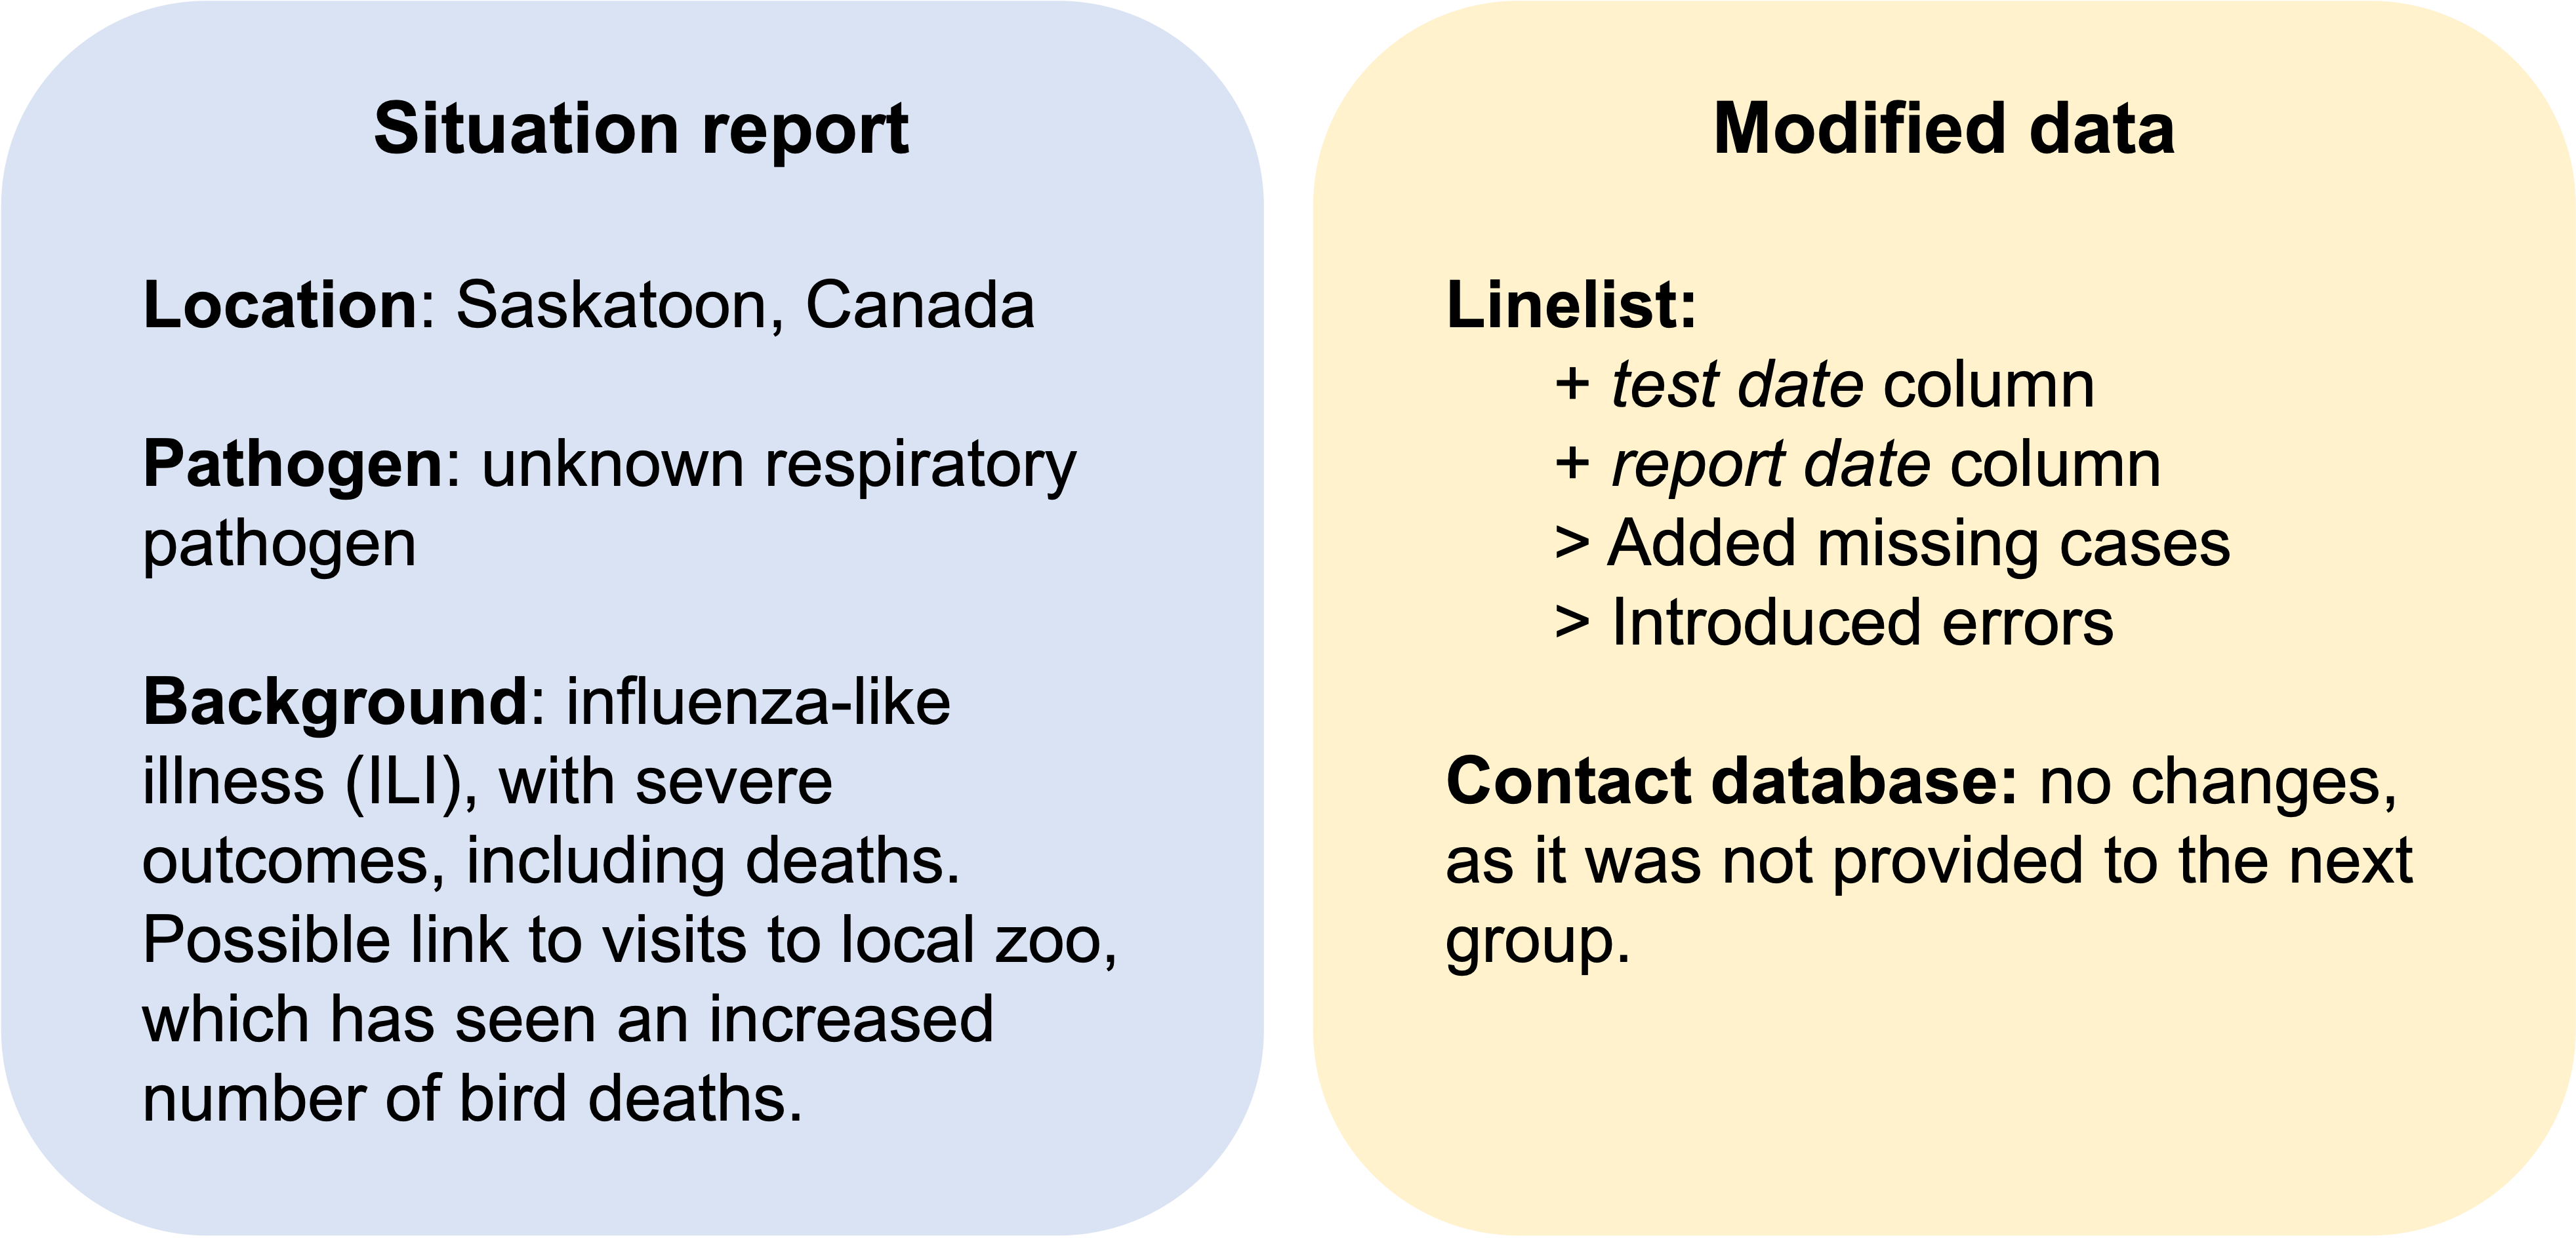 Situation report
Location: Saskatoon, Canada
Pathogen: unknown respiratory
pathogen
Background: influenza-like
illness (ILI), with severe
outcomes, including deaths.
Possible link to visits to local zoo,
which has seen an increased
number of bird deaths.
Modified data
Linelist:
+ test date column
+ report date column
> Added missing cases
> Introduced errors
Contact database: no changes,
as it was not provided to the next
group.